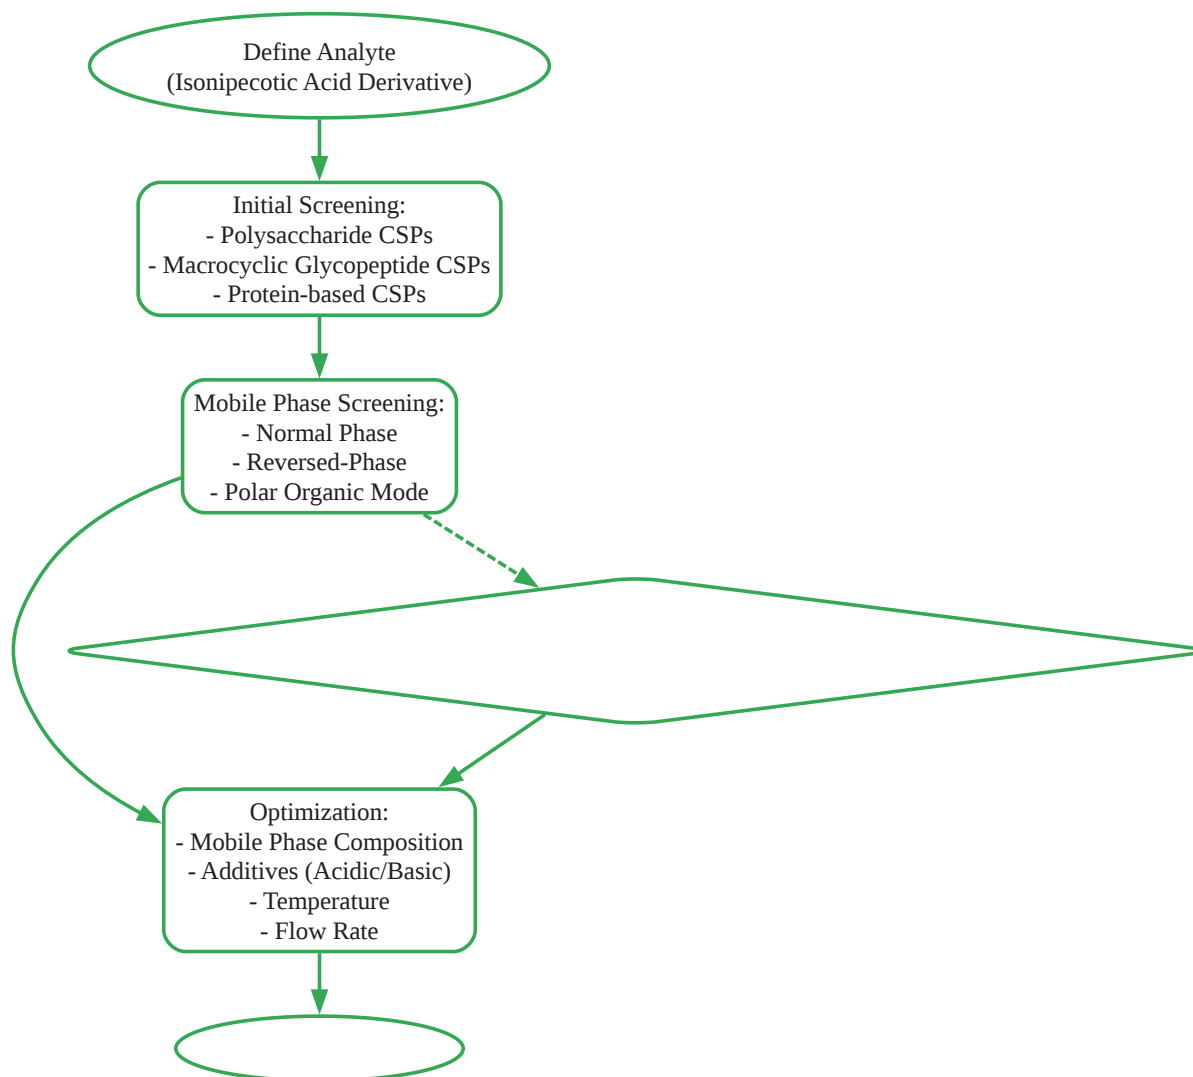 Define Analyte
(Isonipecotic Acid Derivative)
Initial Screening:
- Polysaccharide CSPs
- Macrocyclic Glycopeptide CSPs
- Protein-based CSPs
Mobile Phase Screening:
- Normal Phase
- Reversed-Phase
- Polar Organic Mode
Optimization:
- Mobile Phase Composition
- Additives (Acidic/Basic)
- Temperature
- Flow Rate